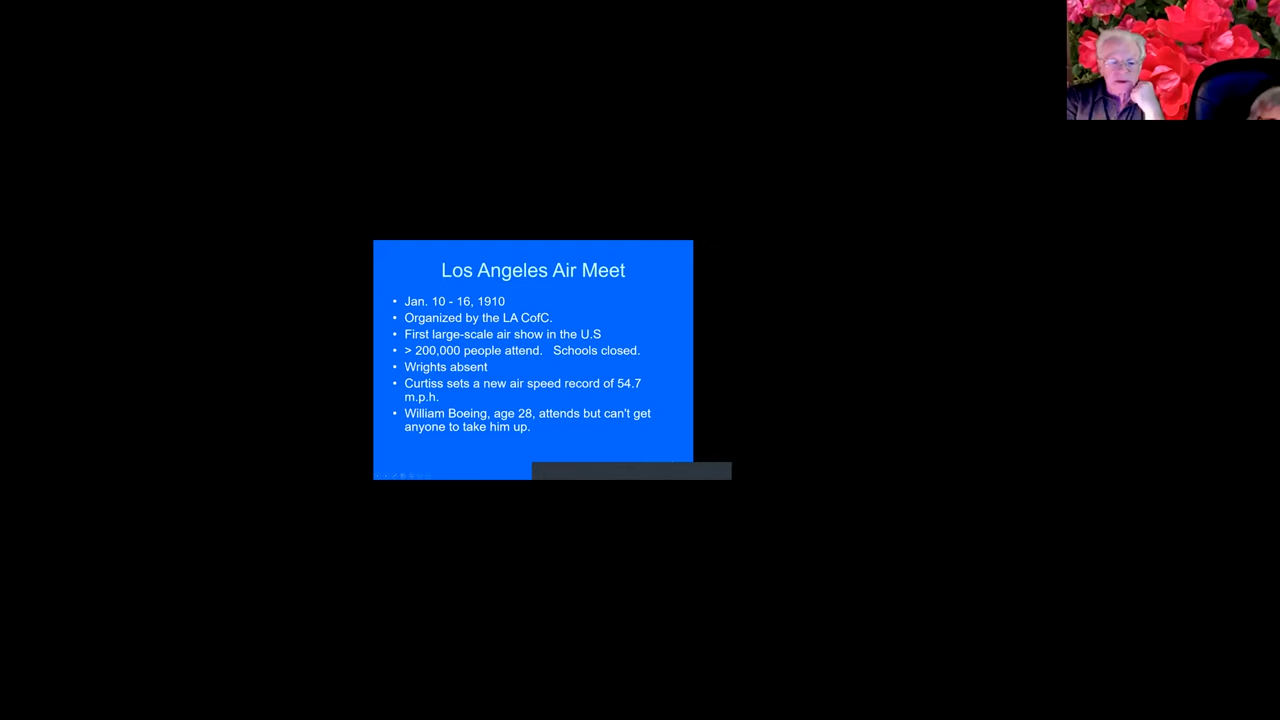 Los Angeles Air Meet
• Jan. 10 - 16, 1910
• Organized by the LA CofC.
• First large-scale air show in the U.S
• > 200,000 people attend.   Schools closed.
• Wrights absent
• Curtiss sets a new air speed record of 54.7
m.p.h.
• William Boeing, age 28, attends but can't get
anyone to take him up.